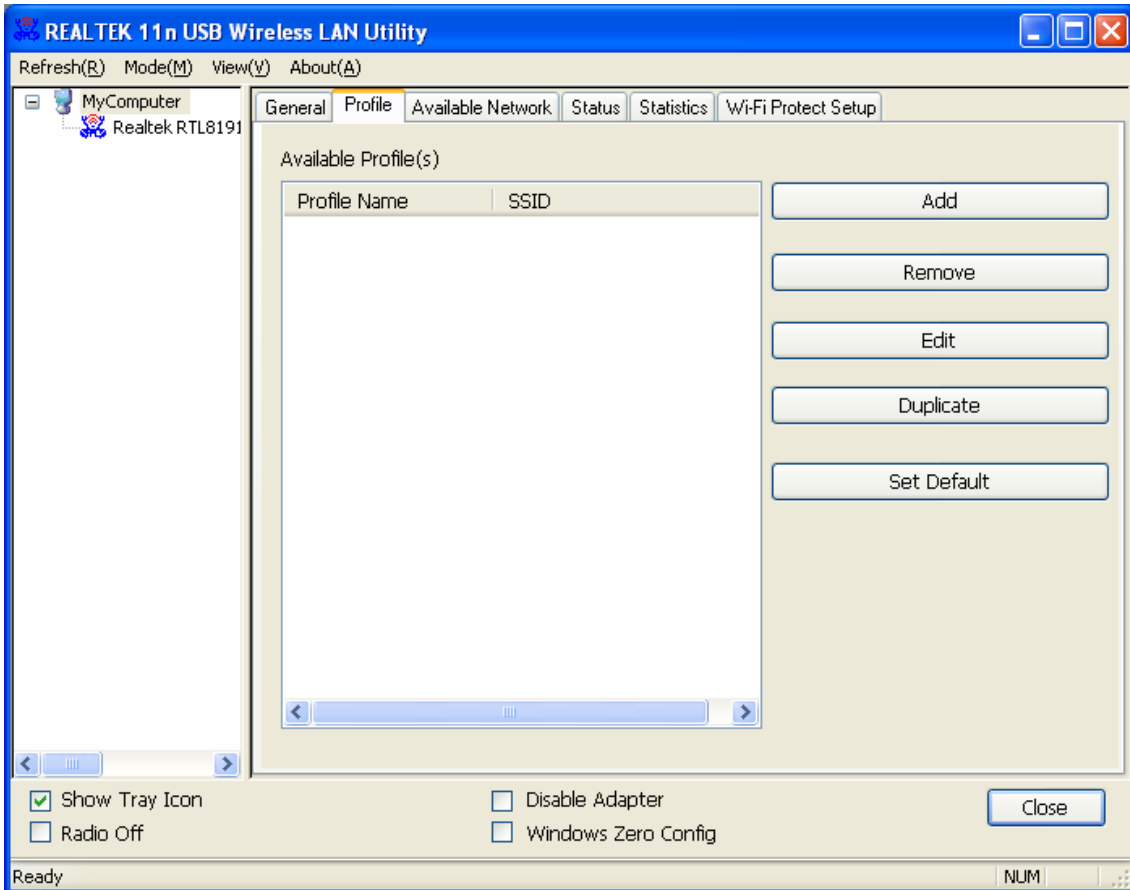 REALTEK 11n USB Wireless LAN Utility
Refresh(R) Mode(M) View(V) About(A)
MyComputer
Realtek RTL8191
General Profile Available Network Status Statistics Wi-Fi Protect Setup
Available Profile(s)
Profile Name SSID
Add
Remove
Edit
Duplicate
Set Default
Show Tray Icon
Radio Off
Disable Adapter
Windows Zero Config
Close
Ready
NUM